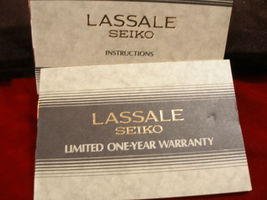 LASSALE
SEIKO
INSTRUCTIONS
LASSALE
SEIKO
LIMITED ONE-YEAR WARRANTY